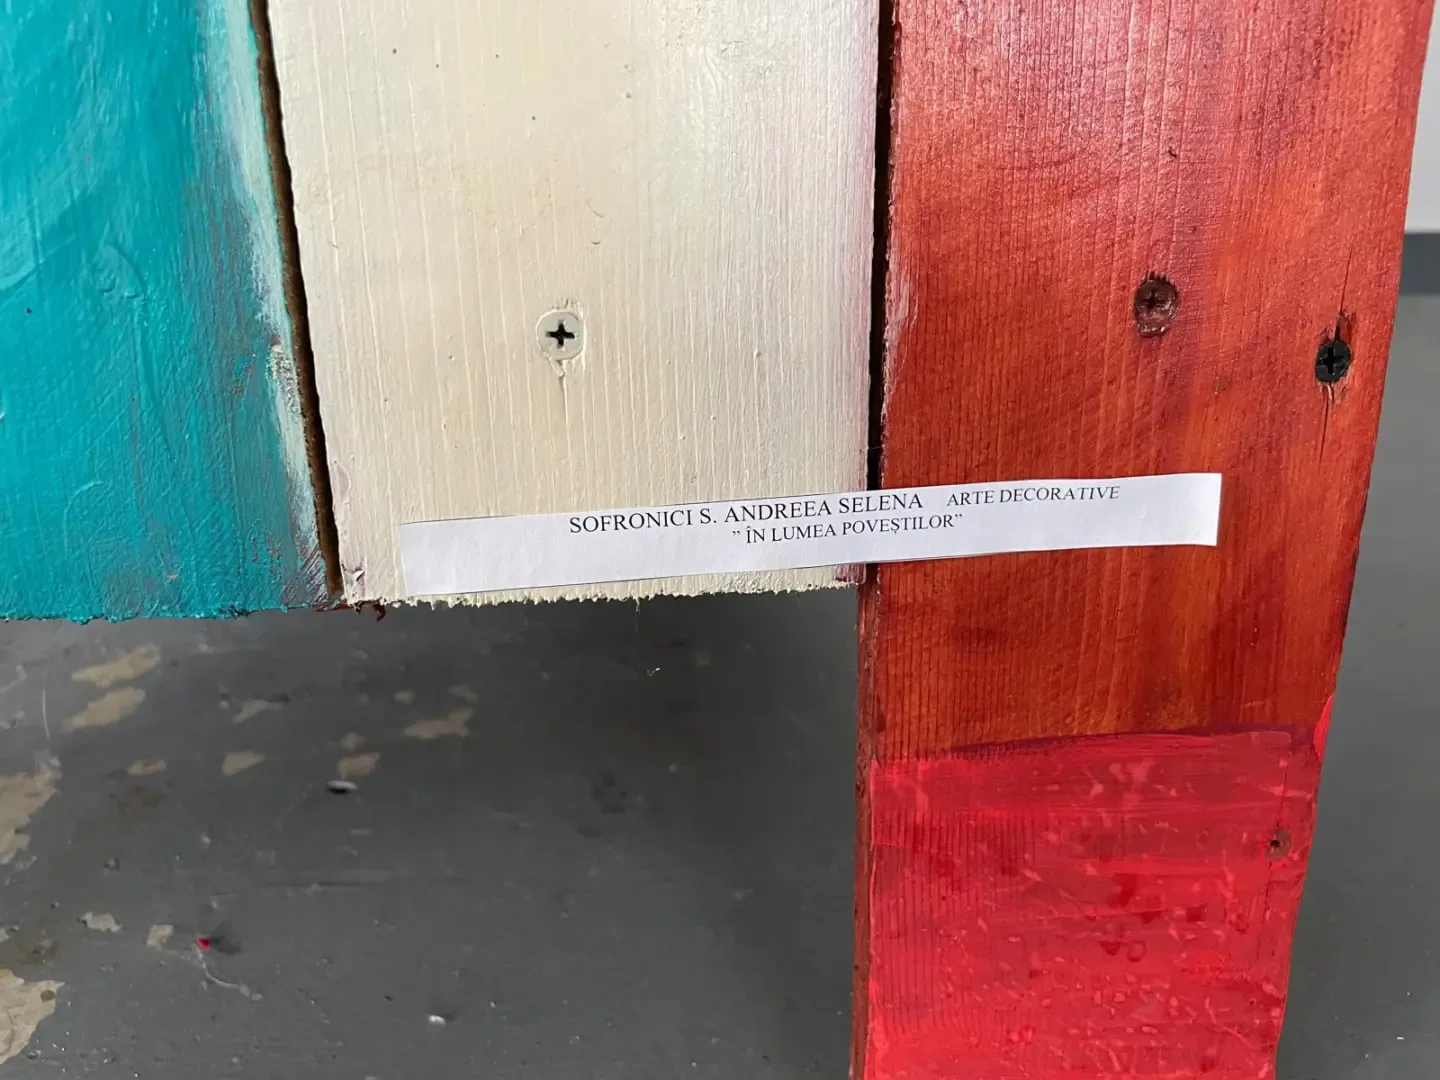 SOFRONICI S. ANDREEA SELENA ARTE DECORATIVE
” ÎN LUMEA POVEȘTILOR”